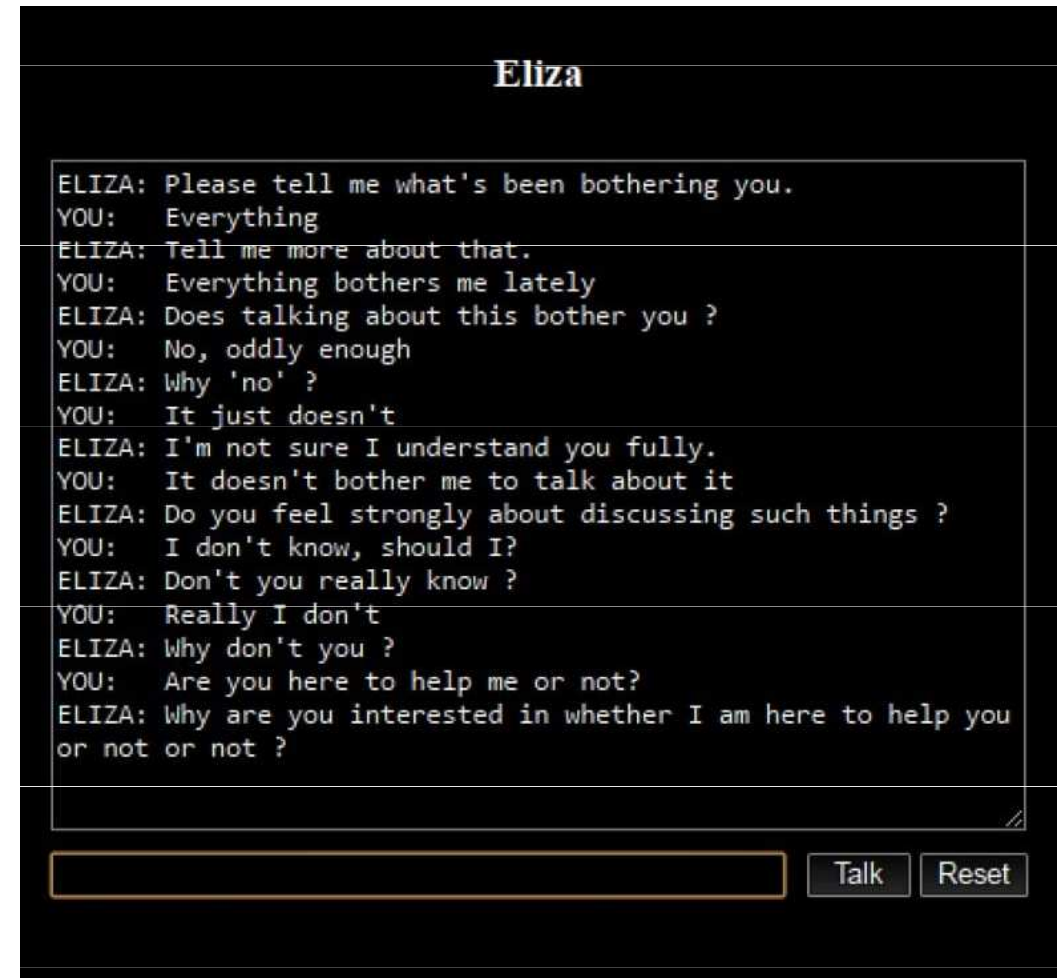 Eliza
ELIZA: Please tell me what's been bothering you.
YOU:   Everything
ELIZA: Tell me more about that.
YOU:   Everything bothers me lately
ELIZA: Does talking about this bother you ?
YOU:   No, oddly enough
ELIZA: Why 'no' ?
YOU:   It just doesn't
ELIZA: I'm not sure I understand you fully.
YOU:   It doesn't bother me to talk about it
ELIZA: Do you feel strongly about discussing such things ?
YOU:   I don't know, should I?
ELIZA: Don't you really know ?
YOU:   Really I don't
ELIZA: Why don't you ?
YOU:   Are you here to help me or not?
ELIZA: Why are you interested in whether I am here to help you
or not or not ?
Talk Reset